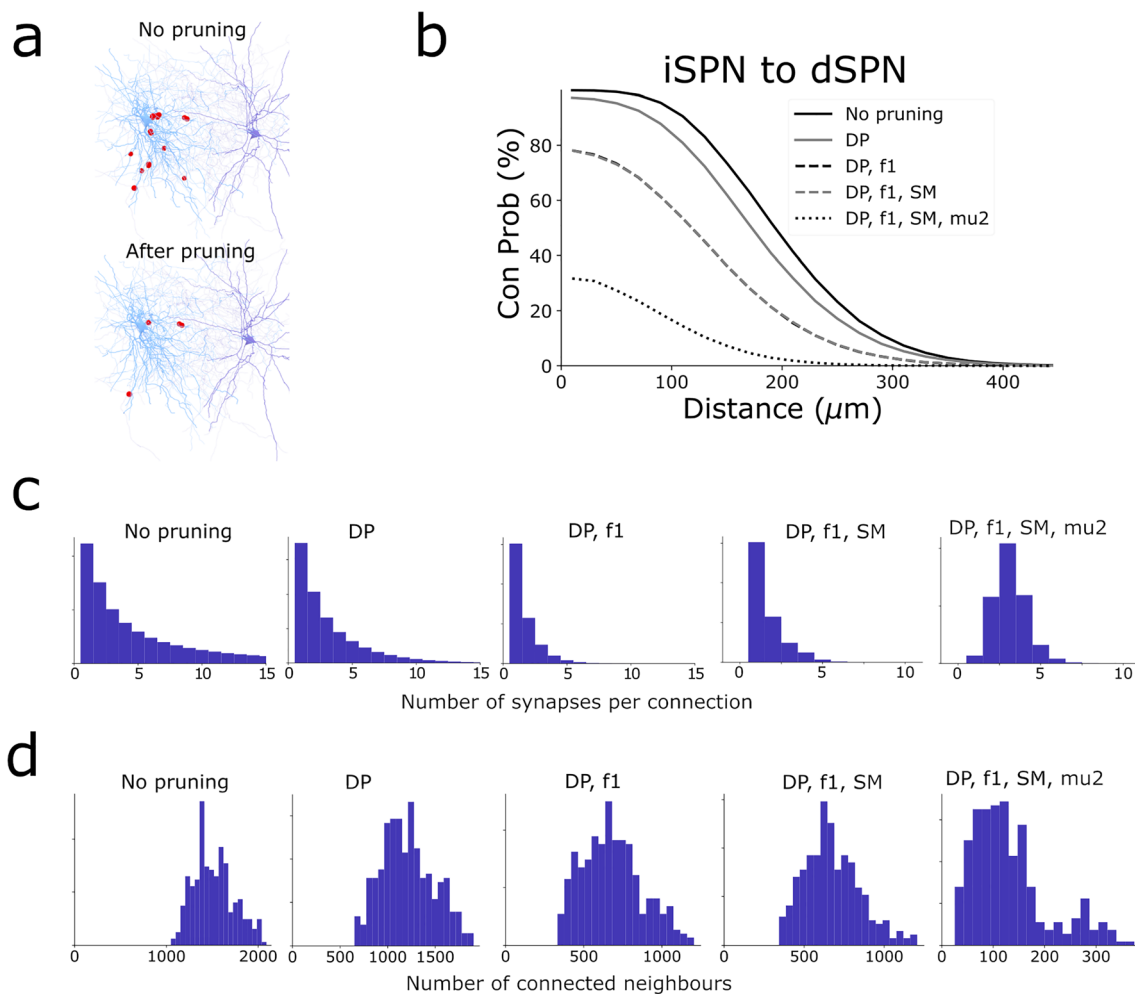 a
No pruning
After pruning
b
iSPN to dSPN
Con Prob (%)
80
60
40
20
0
No pruning
DP
DP, f1
DP, f1, SM
DP, f1, SM, mu2
0 100 200 300 400
Distance (μm)
c
No pruning DP DP, f1 DP, f1, SM DP, f1, SM, mu2
0 5 10 15 0 5 10 15 0 5 10 15 0 5 10 0 5 10
Number of synapses per connection
d
No pruning DP DP, f1 DP, f1, SM DP, f1, SM, mu2
0 1000 2000 0 500 1000 1500 0 500 1000 500 1000 0 100 200 300
Number of connected neighbours